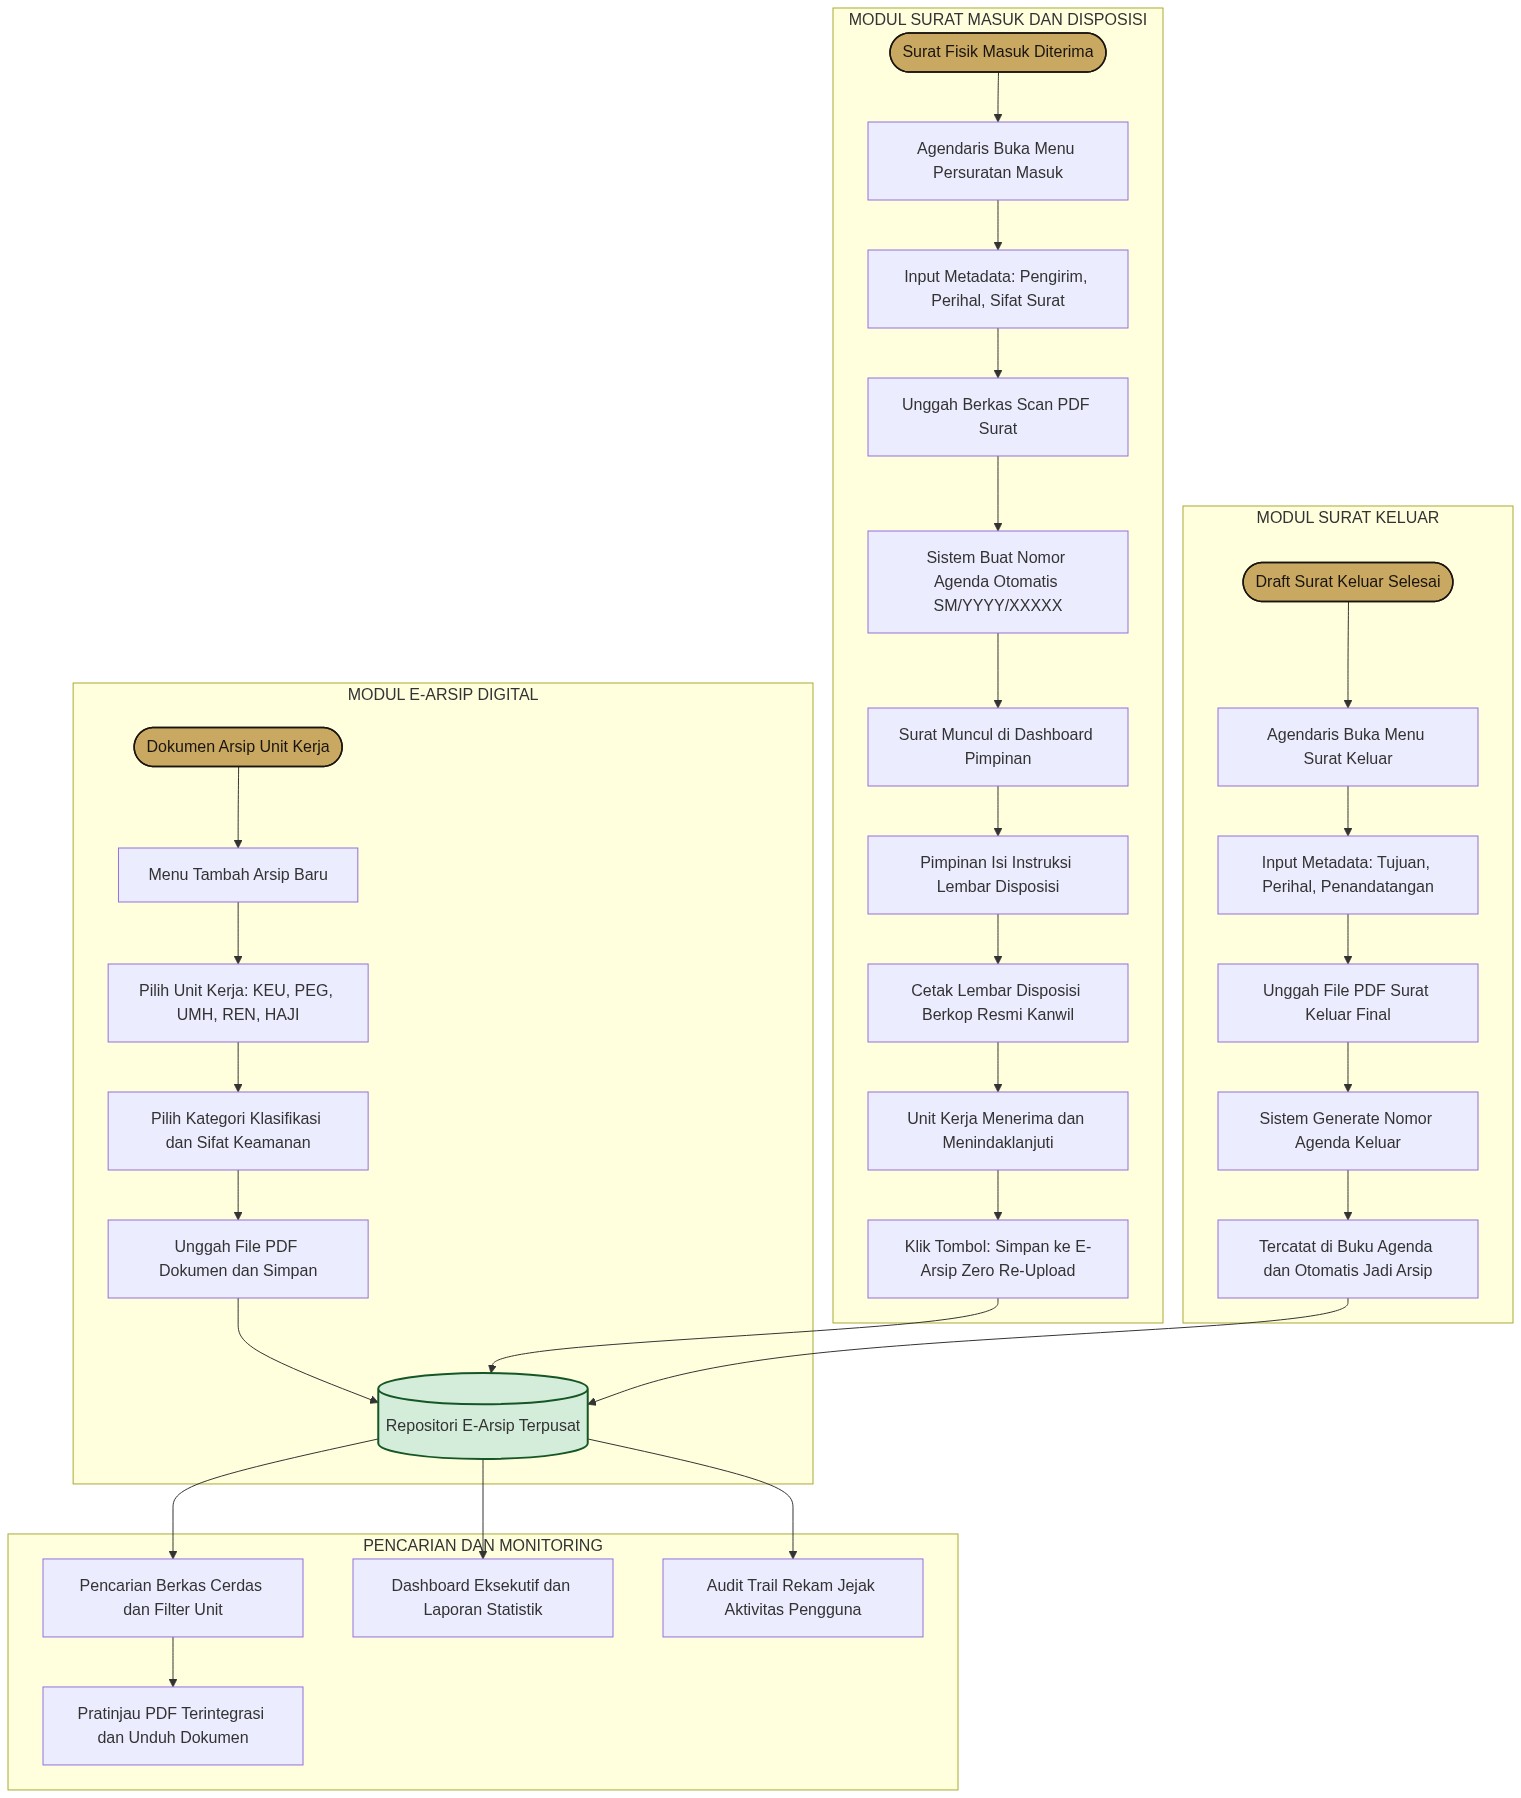 MODUL SURAT MASUK DAN DISPOSISI
Surat Fisik Masuk Diterima
Agendaris Buka Menu
Persuratan Masuk
Input Metadata: Pengirim,
Perihal, Sifat Surat
Unggah Berkas Scan PDF
Surat
Sistem Buat Nomor
Agenda Otomatis
SM/YYYY/XXXXX
Surat Muncul di Dashboard
Pimpinan
Pimpinan Isi Instruksi
Lembar Disposisi
Cetak Lembar Disposisi
Berkop Resmi Kanwil
Unit Kerja Menerima dan
Menindaklanjuti
Klik Tombol: Simpan ke E-
Arsip Zero Re-Upload
MODUL SURAT KELUAR
Draft Surat Keluar Selesai
Agendaris Buka Menu
Surat Keluar
Input Metadata: Tujuan,
Perihal, Penandatangan
Unggah File PDF Surat
Keluar Final
Sistem Generate Nomor
Agenda Keluar
Tercatat di Buku Agenda
dan Otomatis Jadi Arsip
MODUL E-ARSIP DIGITAL
Dokumen Arsip Unit Kerja
Menu Tambah Arsip Baru
Pilih Unit Kerja: KEU, PEG,
UMH, REN, HAJI
Pilih Kategori Klasifikasi
dan Sifat Keamanan
Unggah File PDF
Dokumen dan Simpan
Repositori E-Arsip Terpusat
PENCARIAN DAN MONITORING
Pencarian Berkas Cerdas
dan Filter Unit
Dashboard Eksekutif dan
Laporan Statistik
Audit Trail Rekam Jejak
Aktivitas Pengguna
Pratinjau PDF Terintegrasi
dan Unduh Dokumen